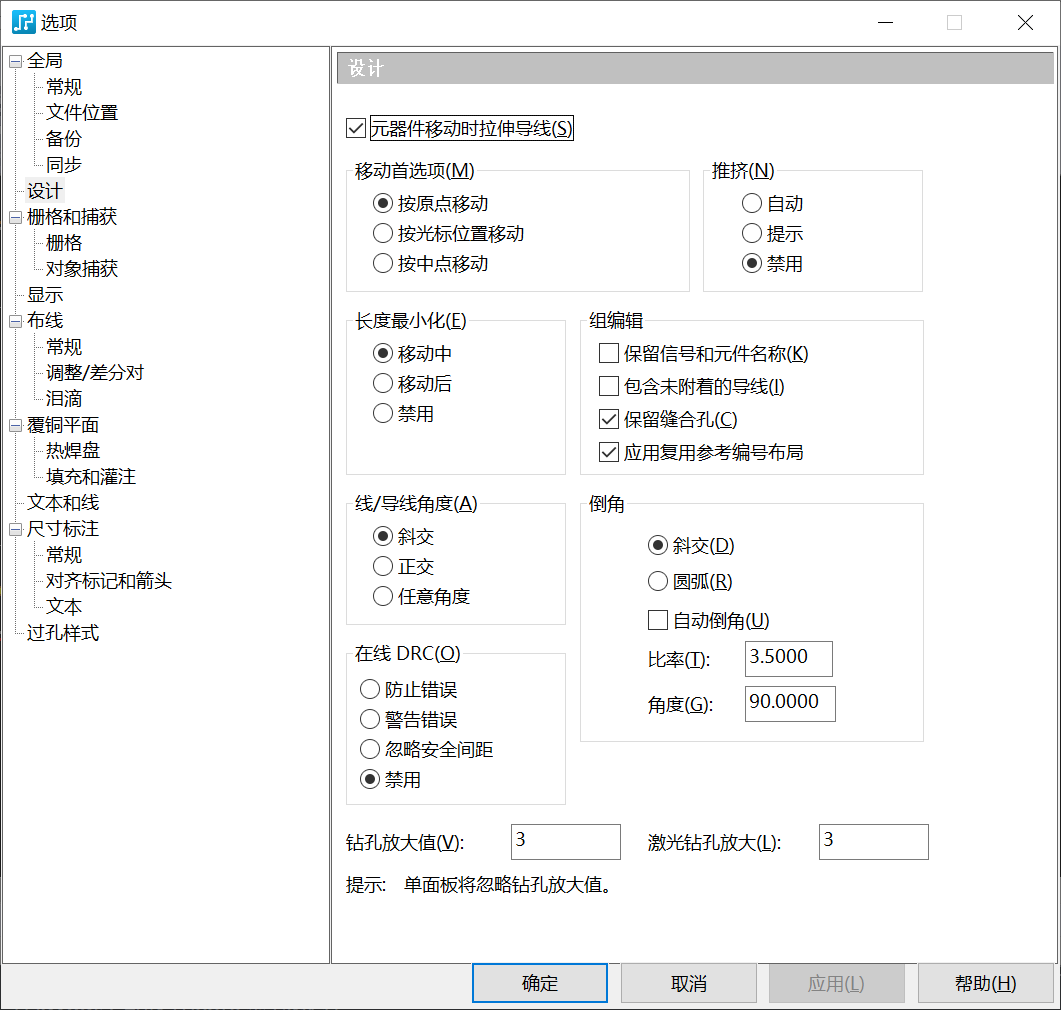 选项
全局
常规
文件位置
备份
同步
设计
栅格和捕获
栅格
对象捕获
显示
布线
常规
调整/差分对
泪滴
覆铜平面
热焊盘
填充和灌注
文本和线
尺寸标注
常规
对齐标记和箭头
文本
过孔样式
设计
元器件移动时拉伸导线(S)
移动首选项(M)
按原点移动
按光标位置移动
按中点移动
推挤(N)
自动
提示
禁用
长度最小化(E)
移动中
移动后
禁用
组编辑
保留信号和元件名称(K)
包含未附着的导线(I)
保留缝合孔(C)
应用复用参考编号布局
线/导线角度(A)
斜交
正交
任意角度
倒角
斜交(D)
圆弧(R)
自动倒角(U)
比率(T): 3.5000
角度(G): 90.0000
在线 DRC(O)
防止错误
警告错误
忽略安全间距
禁用
钻孔放大值(V): 3 激光钻孔放大(L): 3
提示: 单面板将忽略钻孔放大值。
确定 取消 应用(L) 帮助(H)